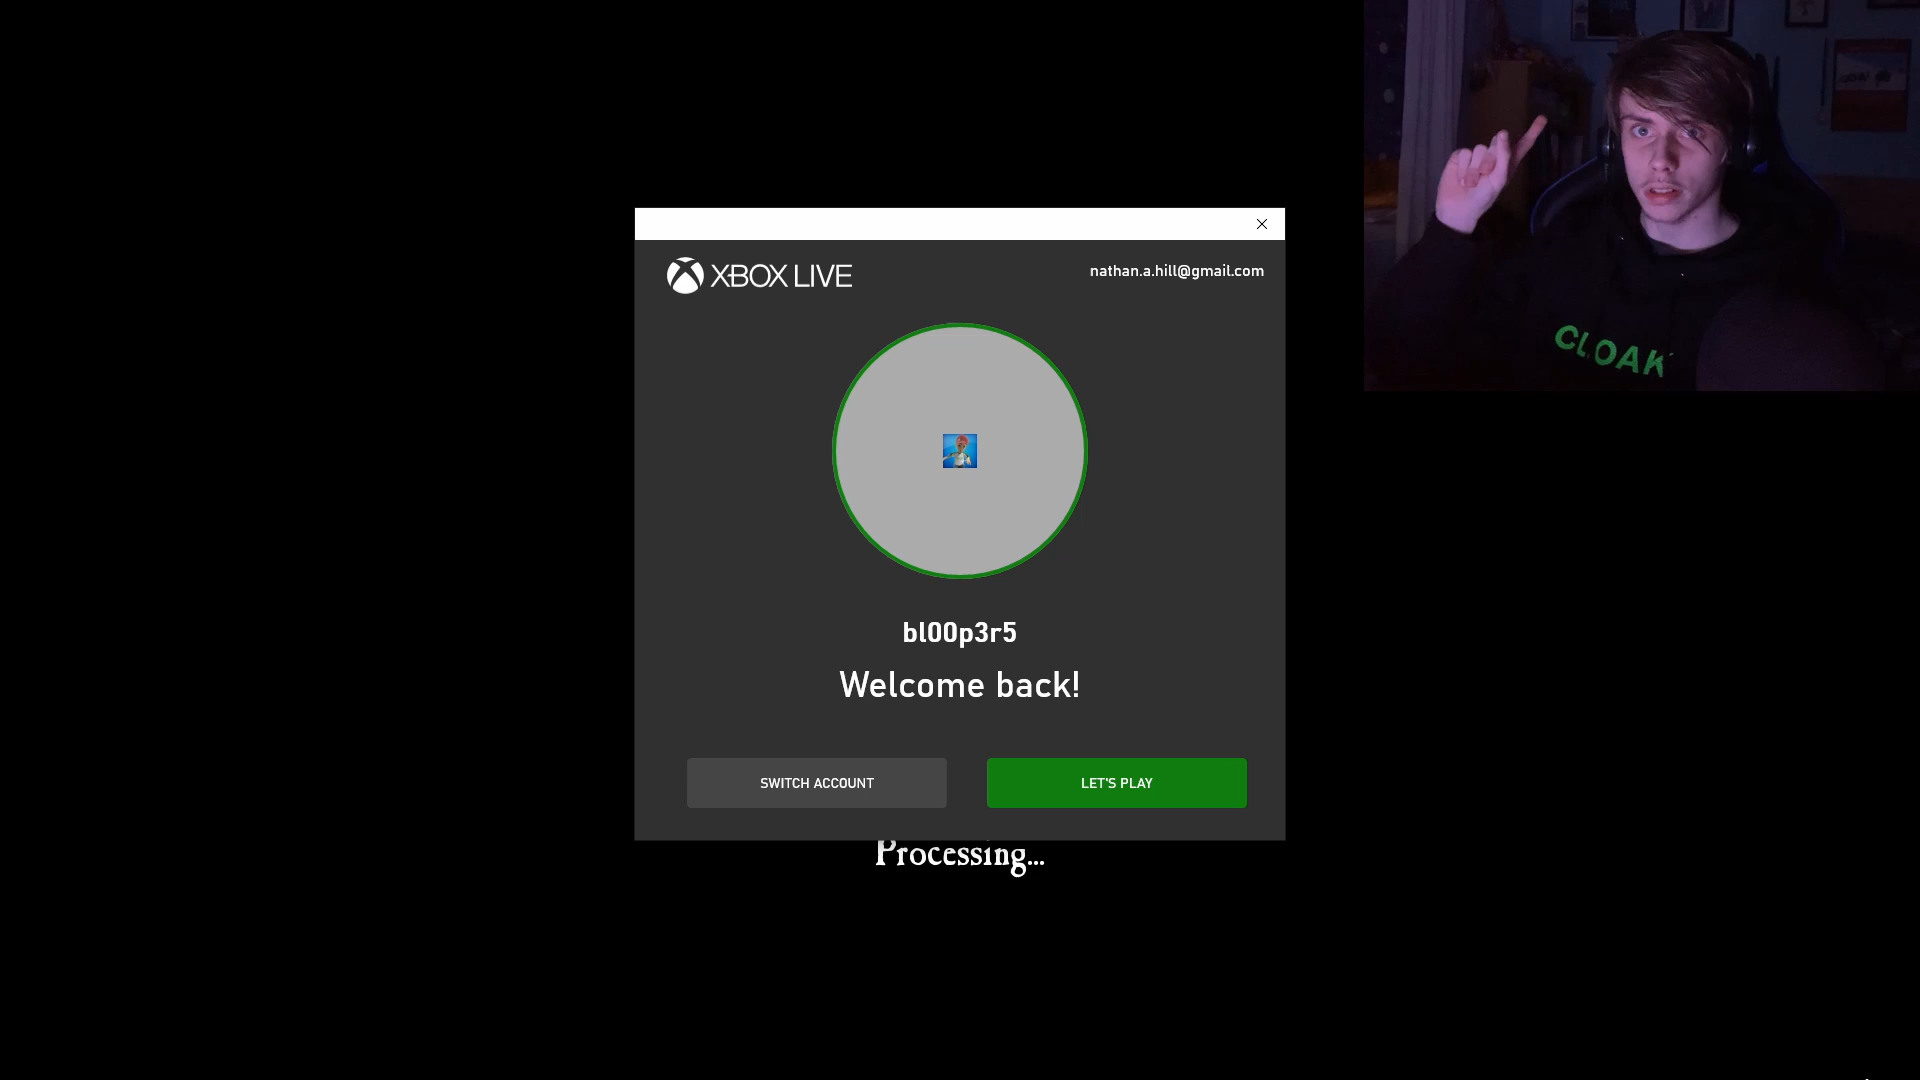 XBOX LIVE
nathan.a.hill@gmail.com
bl00p3r5
Welcome back!
SWITCH ACCOUNT
LET'S PLAY
Processing...
CLOAK